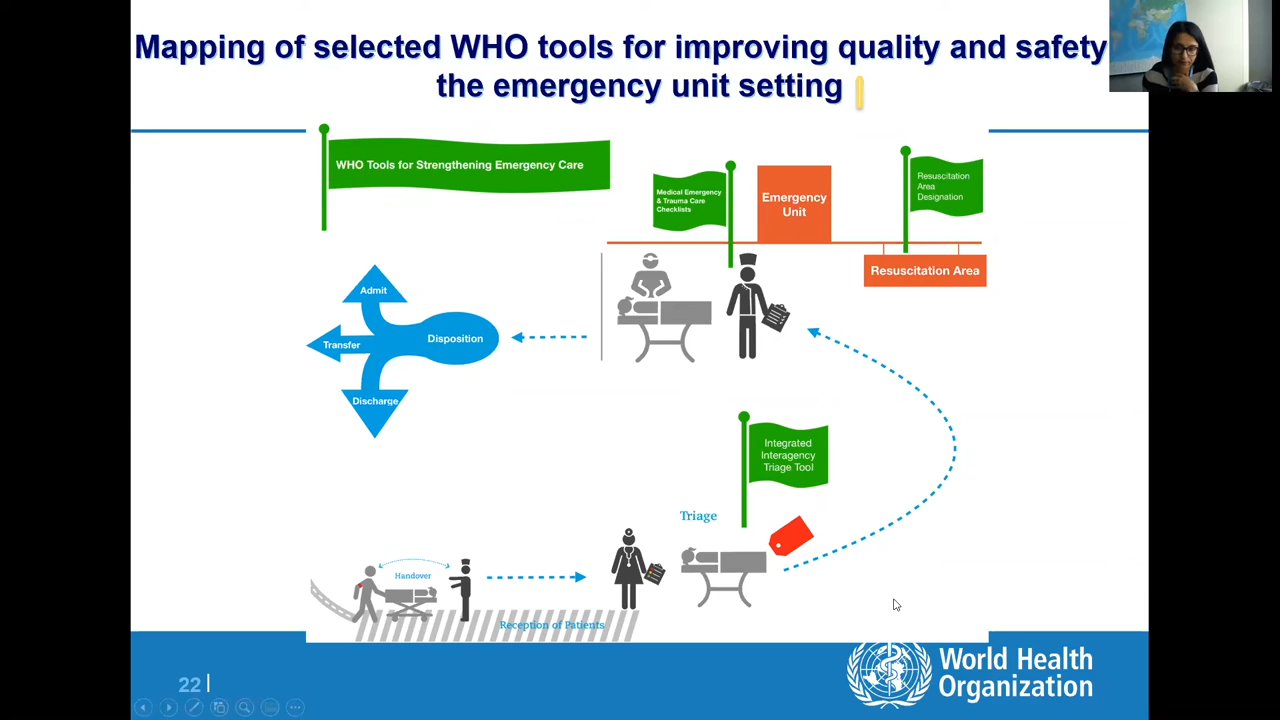 Mapping of selected WHO tools for improving quality and safety
the emergency unit setting
WHO Tools for Strengthening Emergency Care
Medical Emergency
& Trauma Care
Checklists
Emergency
Unit
Resuscitation
Area
Designation
Resuscitation Area
Admit
Transfer
Disposition
Discharge
Integrated
Interagency
Triage Tool
Triage
Handover
Reception of Patients
22
World Health
Organization